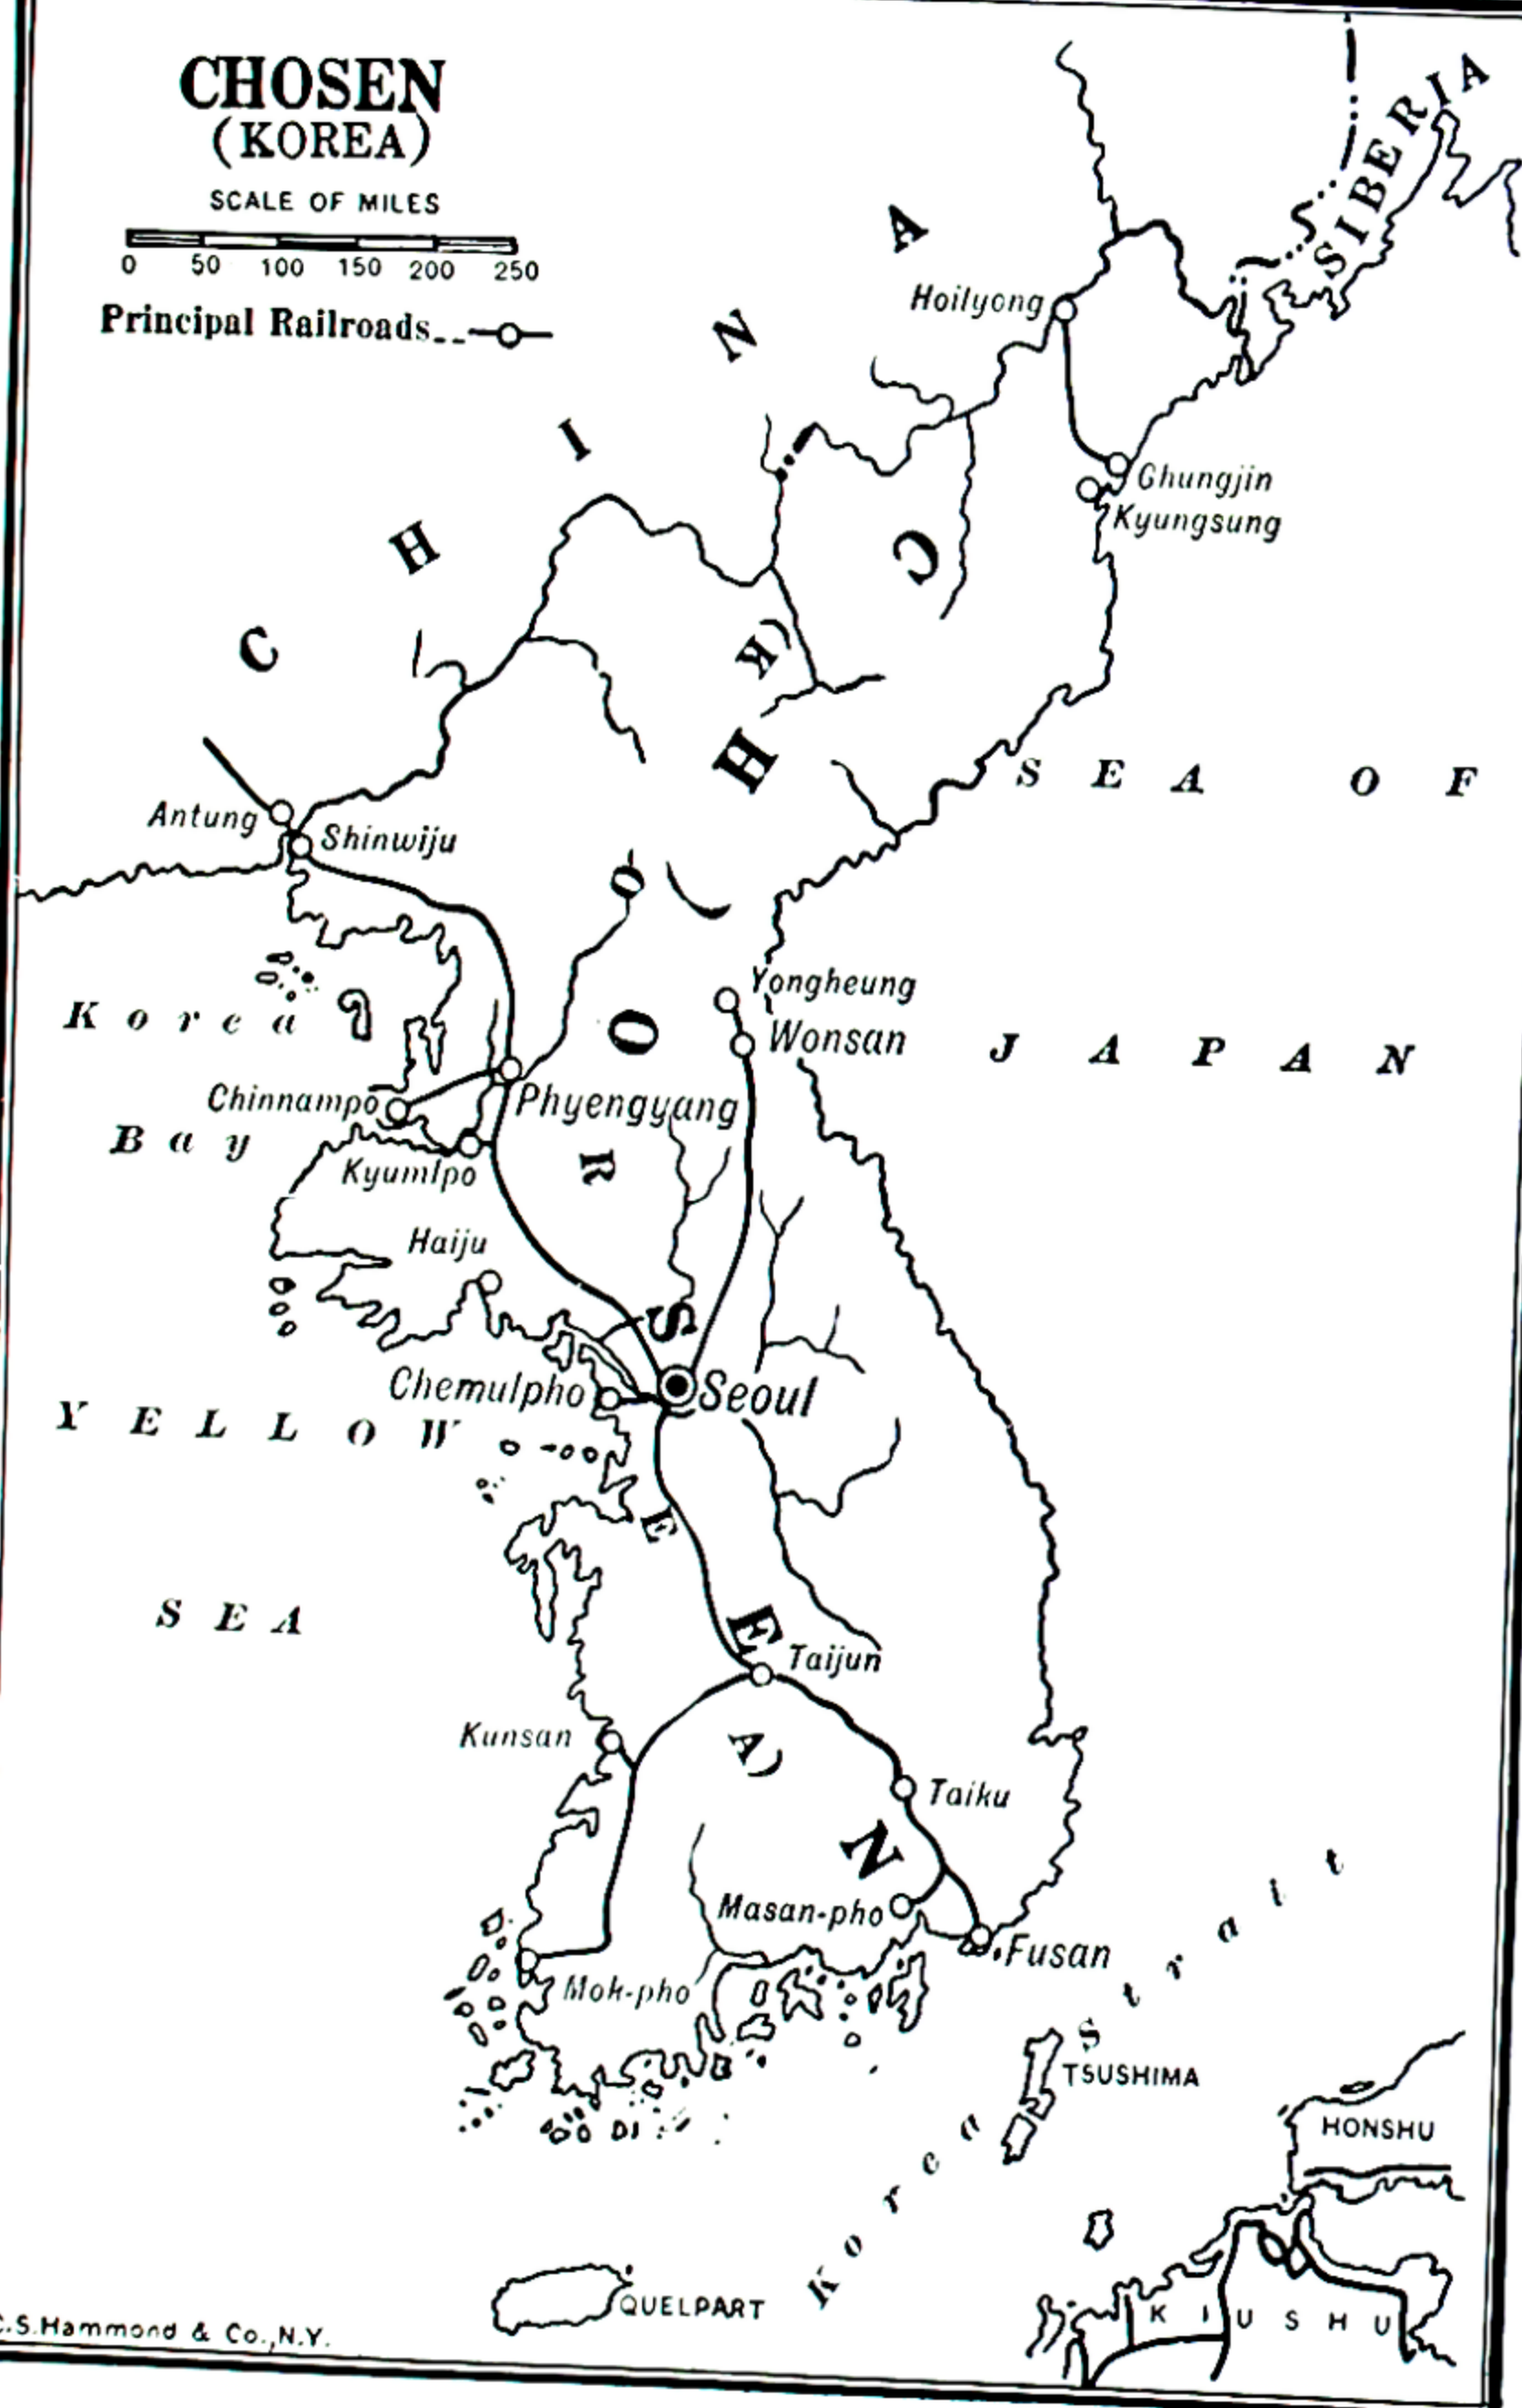 CHOSEN
(KOREA)
SCALE OF MILES
0 50 100 150 200 250
Principal Railroads
SIBERIA
CHINA
Hoilyong
Chungjin
Kyungsung
CHOSEN
(KOREA)
SEA OF
JAPAN
Antung
Shinwiju
Yongheung
Wonsan
Korea
Bay
Chinnampo
Phyengyang
Kyumlpo
Haiju
Chemulpho
Seoul
YELLOW
SEA
Taijun
Kunsan
Taiku
Masan-pho
Fusan
Mok-pho
Korea Strait
TSUSHIMA
HONSHU
QUELPART
KIUSHU
C.S.Hammond & Co.,N.Y.